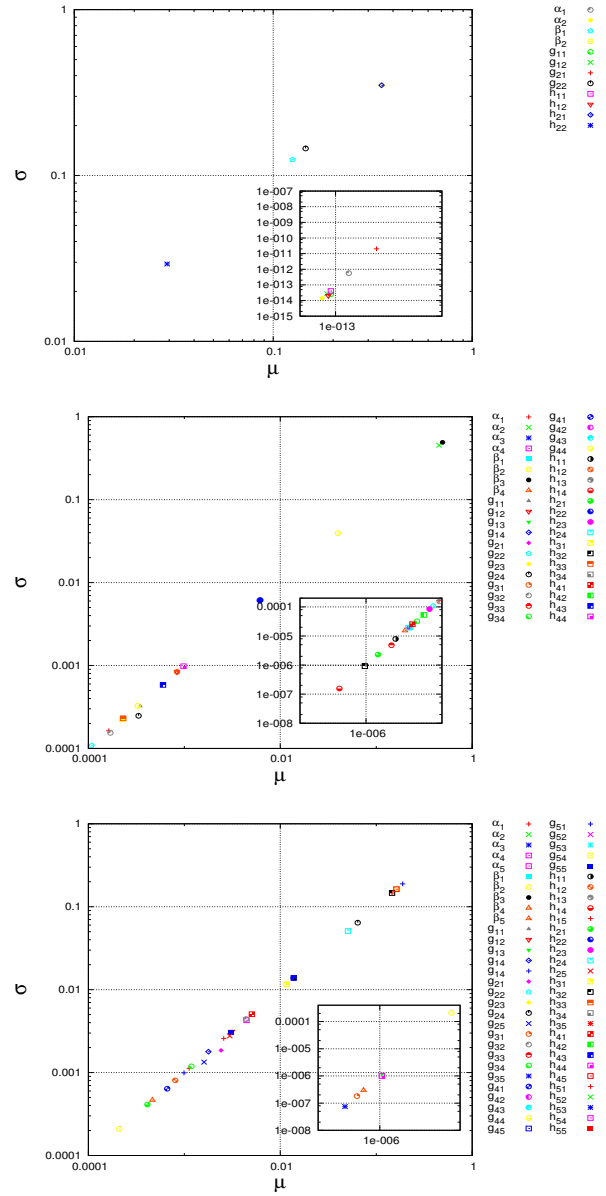 1
0.1
0.01
σ
0.01 0.1 1
μ
1e-007
1e-008
1e-009
1e-010
1e-011
1e-012
1e-013
1e-014
1e-015
1e-013
α1
α2
β1
β2
g11
g12
g21
g22
h11
h12
h21
h22
1
0.1
0.01
0.001
0.0001
σ
0.0001 0.01 1
μ
0.0001
1e-005
1e-006
1e-007
1e-008
1e-006
α1 g41
α2 g42
α3 g43
α4 g44
β1 h11
β2 h12
β3 h13
β4 h14
g11 h21
g12 h22
g13 h23
g14 h24
g21 h31
g22 h32
g23 h33
g24 h34
g31 h41
g32 h42
g33 h43
g34 h44
1
0.1
0.01
0.001
0.0001
σ
0.0001 0.01 1
μ
0.0001
1e-005
1e-006
1e-007
1e-008
1e-006
α1 g51
α2 g52
α3 g53
α4 g54
α5 g55
β1 h11
β2 h12
β3 h13
β4 h14
β5 h15
g11 h21
g12 h22
g13 h23
g14 h24
g14 h25
g21 h31
g22 h32
g23 h33
g24 h34
g25 h35
g31 h41
g32 h42
g33 h43
g34 h44
g35 h45
g41 h51
g42 h52
g43 h53
g44 h54
g45 h55